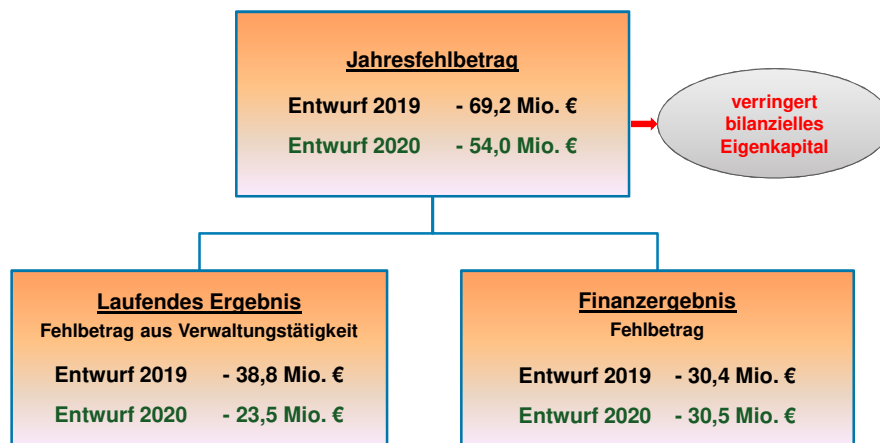 Jahresfehlbetrag
Entwurf 2019 - 69,2 Mio. €
Entwurf 2020 - 54,0 Mio. €
verringert
bilanzielles
Eigenkapital
Laufendes Ergebnis
Fehlbetrag aus Verwaltungstätigkeit
Entwurf 2019 - 38,8 Mio. €
Entwurf 2020 - 23,5 Mio. €
Finanzergebnis
Fehlbetrag
Entwurf 2019 - 30,4 Mio. €
Entwurf 2020 - 30,5 Mio. €